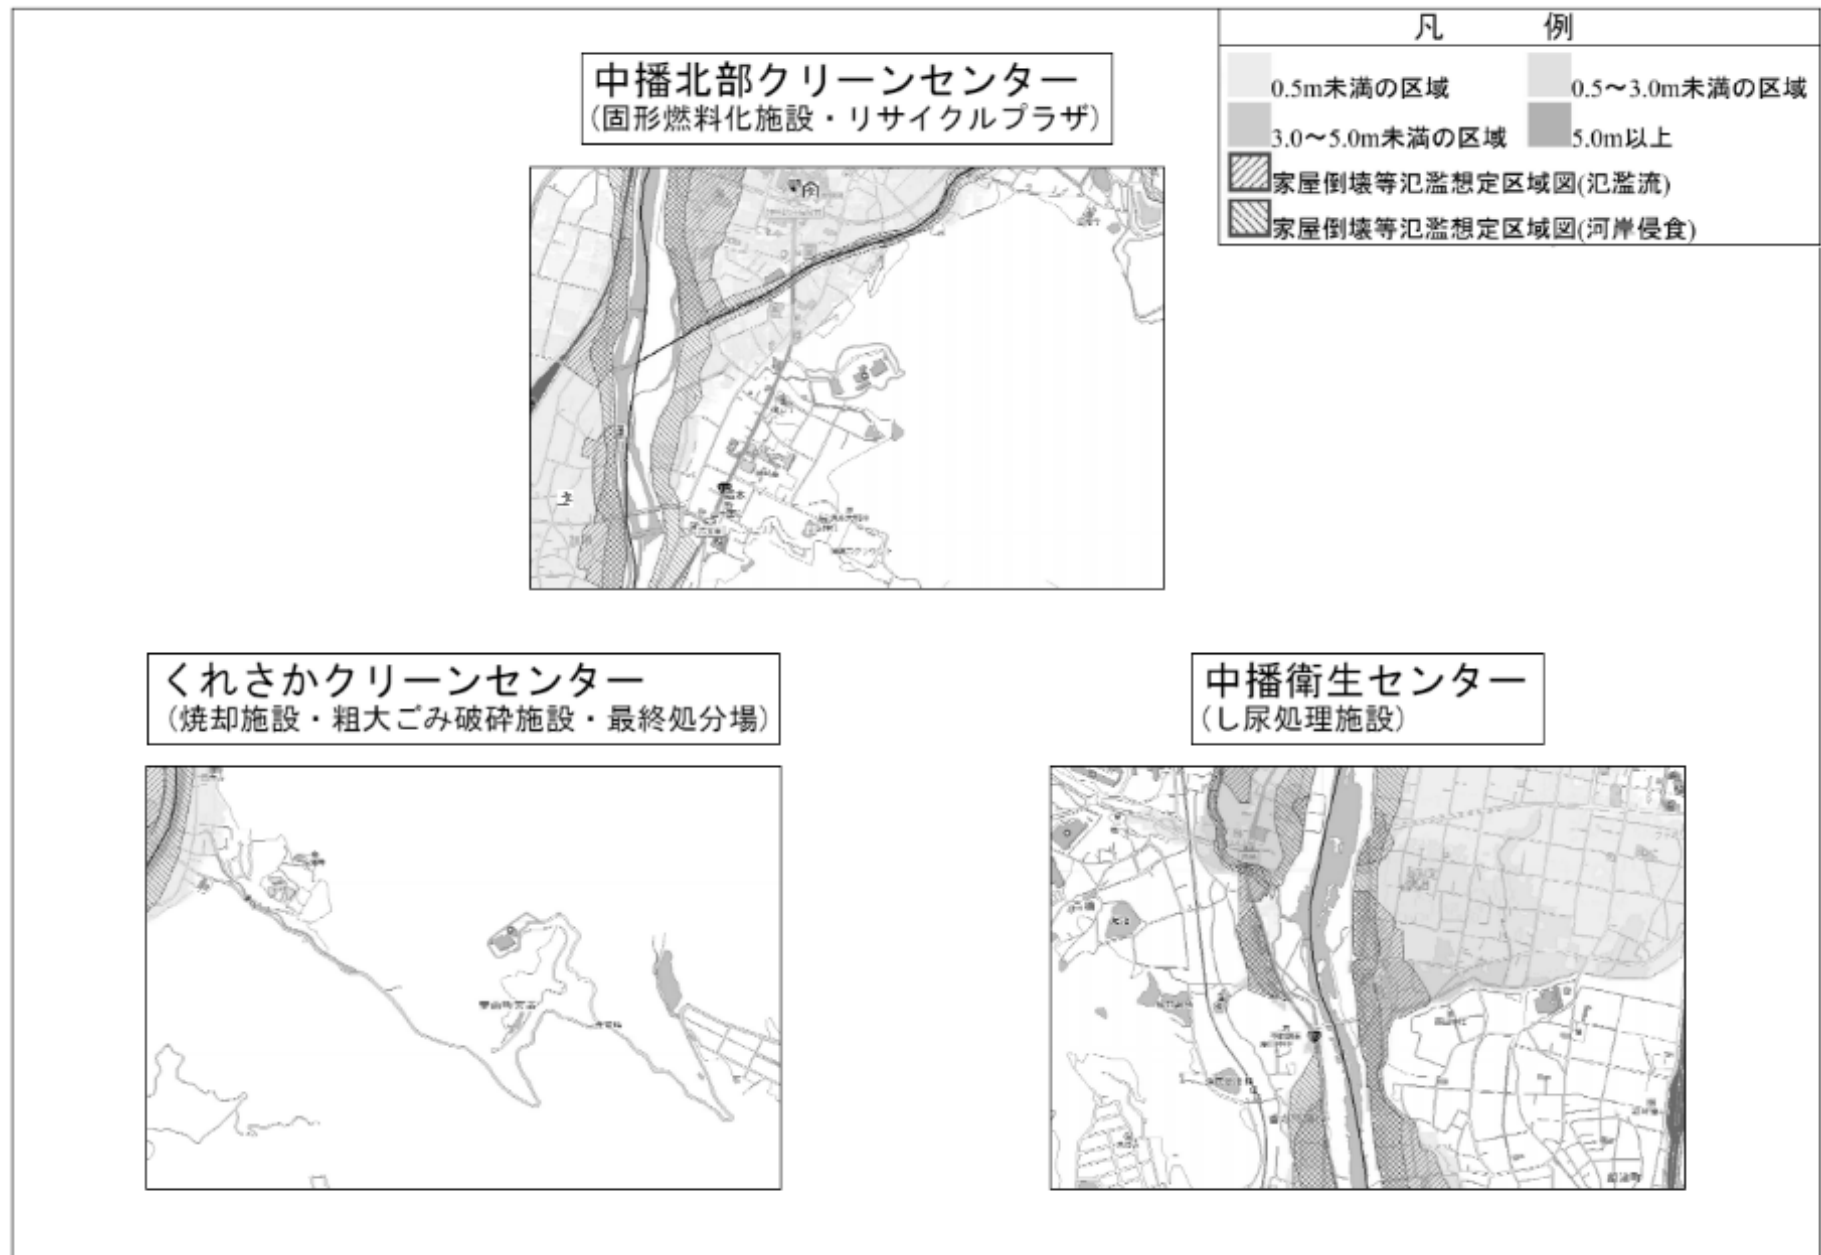 凡　例
0.5m未満の区域
0.5～3.0m未満の区域
3.0～5.0m未満の区域
5.0m以上
家屋倒壊等氾濫想定区域図(氾濫流)
家屋倒壊等氾濫想定区域図(河岸侵食)
中播北部クリーンセンター
(固形燃料化施設・リサイクルプラザ)
くれさかクリーンセンター
(焼却施設・粗大ごみ破砕施設・最終処分場)
中播衛生センター
(し尿処理施設)